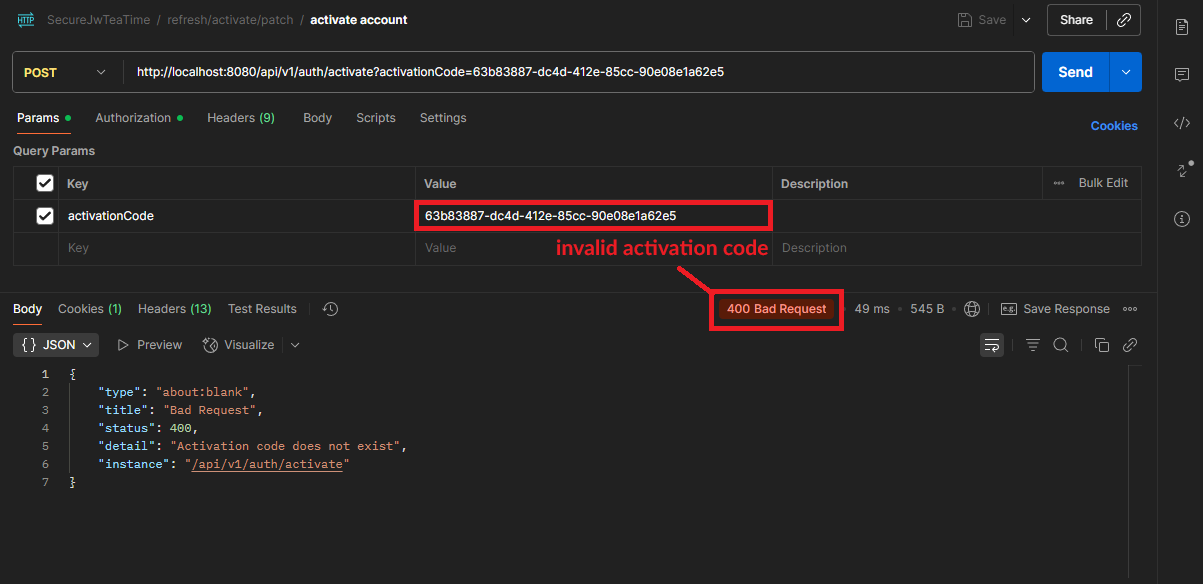 HTTP SecureJwTeaTime / refresh/activate/patch / activate account Save Share
POST http://localhost:8080/api/v1/auth/activate?activationCode=63b83887-dc4d-412e-85cc-90e08e1a62e5 Send
Params Authorization Headers (9) Body Scripts Settings Cookies
Query Params
Key Value Description Bulk Edit
activationCode 63b83887-dc4d-412e-85cc-90e08e1a62e5
Key Value Description
invalid activation code
Body Cookies (1) Headers (13) Test Results 400 Bad Request 49 ms 545 B e.g. Save Response
{} JSON Preview Visualize
1 {
2 "type": "about:blank",
3 "title": "Bad Request",
4 "status": 400,
5 "detail": "Activation code does not exist",
6 "instance": "/api/v1/auth/activate"
7 }